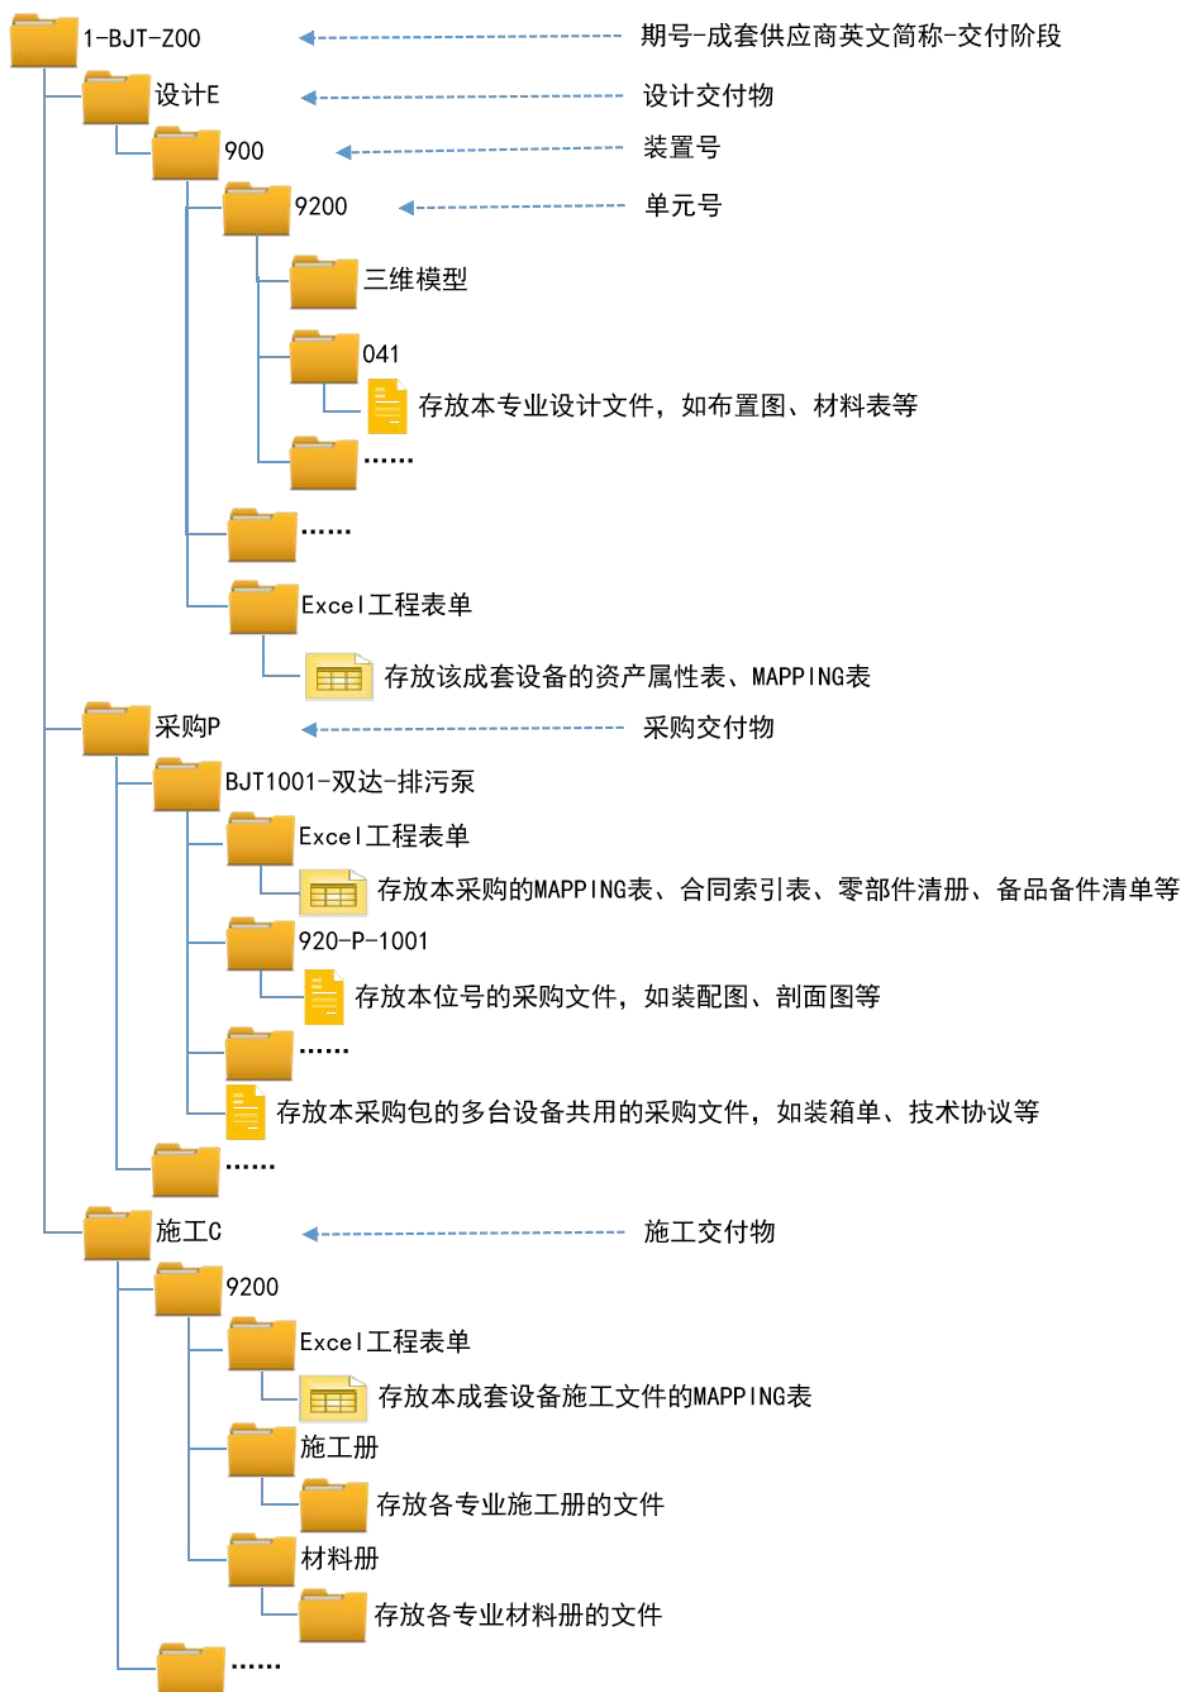 1-BJT-Z00 期号-成套供应商英文简称-交付阶段
设计E 设计交付物
900 装置号
9200 单元号
三维模型
041
存放本专业设计文件，如布置图、材料表等
……
……
Excel工程表单
存放该成套设备的资产属性表、MAPPING表
采购P 采购交付物
BJT1001-双达-排污泵
Excel工程表单
存放本采购的MAPPING表、合同索引表、零部件清册、备品备件清单等
920-P-1001
存放本位号的采购文件，如装配图、剖面图等
……
存放本采购包的多台设备共用的采购文件，如装箱单、技术协议等
……
施工C 施工交付物
9200
Excel工程表单
存放本成套设备施工文件的MAPPING表
施工册
存放各专业施工册的文件
材料册
存放各专业材料册的文件
……